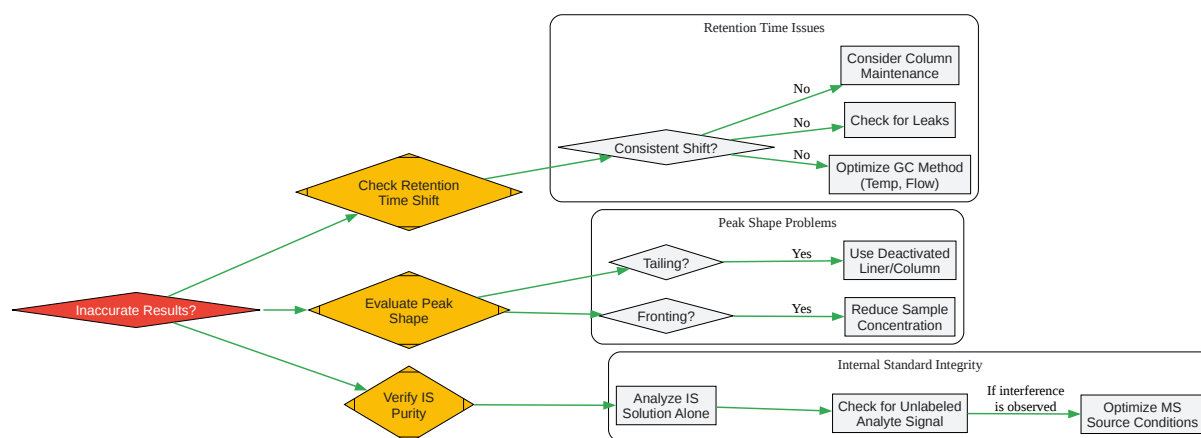 Retention Time Issues
Consider Column
Maintenance
No
Check for Leaks
No
Consistent Shift?
No
Optimize GC Method
(Temp, Flow)
Check Retention
Time Shift
Peak Shape Problems
Tailing?
Yes
Use Deactivated
Liner/Column
Inaccurate Results?
Evaluate Peak
Shape
Fronting?
Yes
Reduce Sample
Concentration
Internal Standard Integrity
Verify IS
Purity
Analyze IS
Solution Alone
Check for Unlabeled
Analyte Signal
If interference
is observed
Optimize MS
Source Conditions